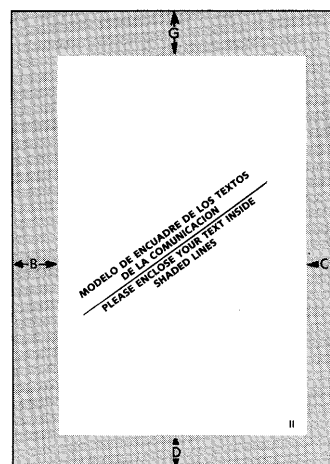 G
MODELO DE ENCUADRE DE LOS TEXTOS
DE LA COMUNICACION
B
C
PLEASE ENCLOSE YOUR TEXT INSIDE
SHADED LINES
II
D